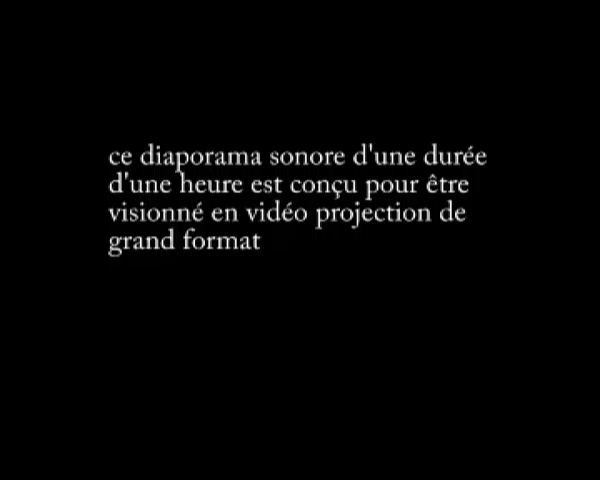 ce diaporama sonore d'une durée
d'une heure est conçu pour être
visionné en vidéo projection de
grand format